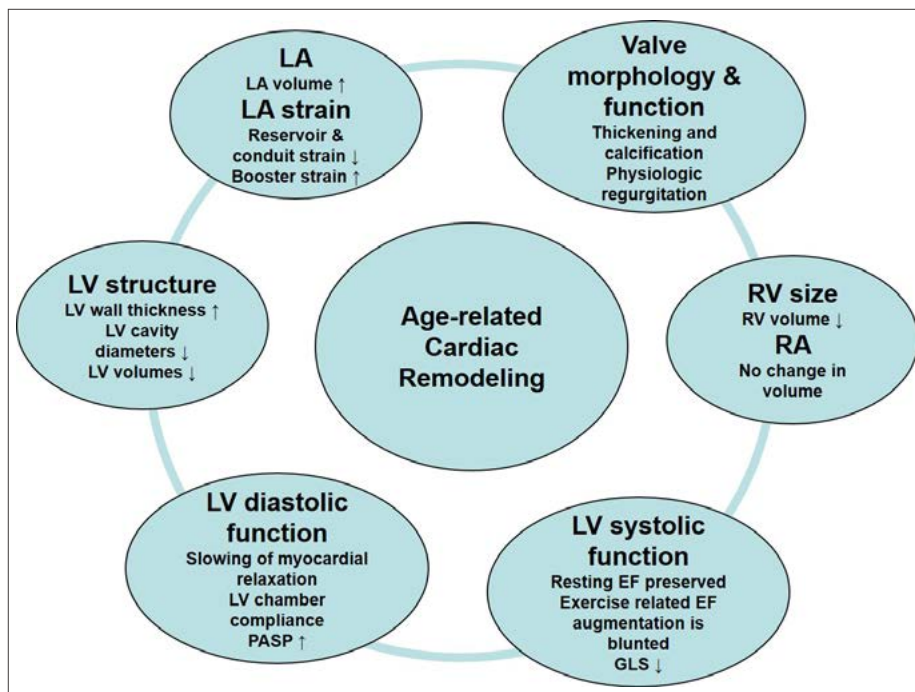 LA
LA volume ↑
LA strain
Reservoir &
conduit strain ↓
Booster strain ↑
Valve
morphology &
function
Thickening and
calcification
Physiologic
regurgitation
LV structure
LV wall thickness ↑
LV cavity
diameters ↓
LV volumes ↓
Age-related
Cardiac
Remodeling
RV size
RV volume ↓
RA
No change in
volume
LV diastolic
function
Slowing of myocardial
relaxation
LV chamber
compliance
PASP ↑
LV systolic
function
Resting EF preserved
Exercise related EF
augmentation is
blunted
GLS ↓